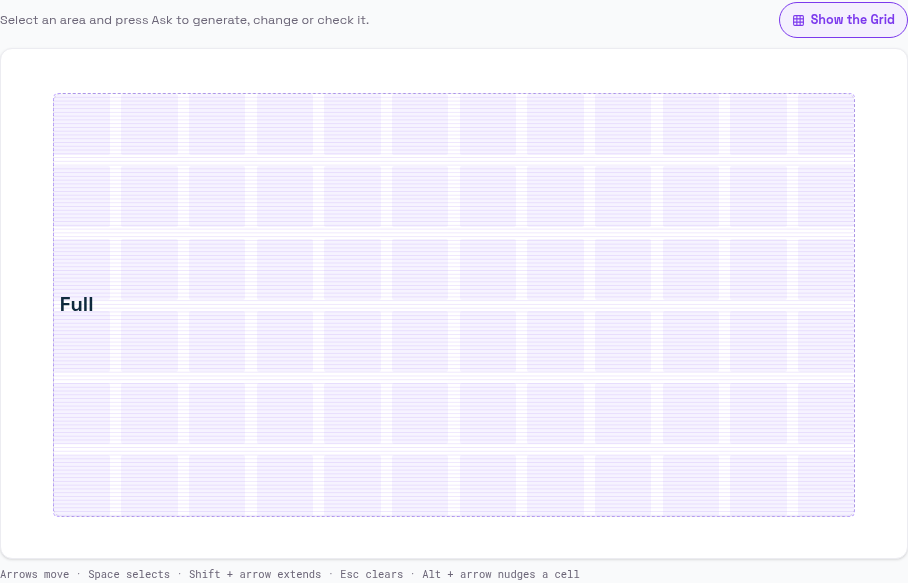 Select an area and press Ask to generate, change or check it.
Show the Grid
Full
Arrows move · Space selects · Shift + arrow extends · Esc clears · Alt + arrow nudges a cell